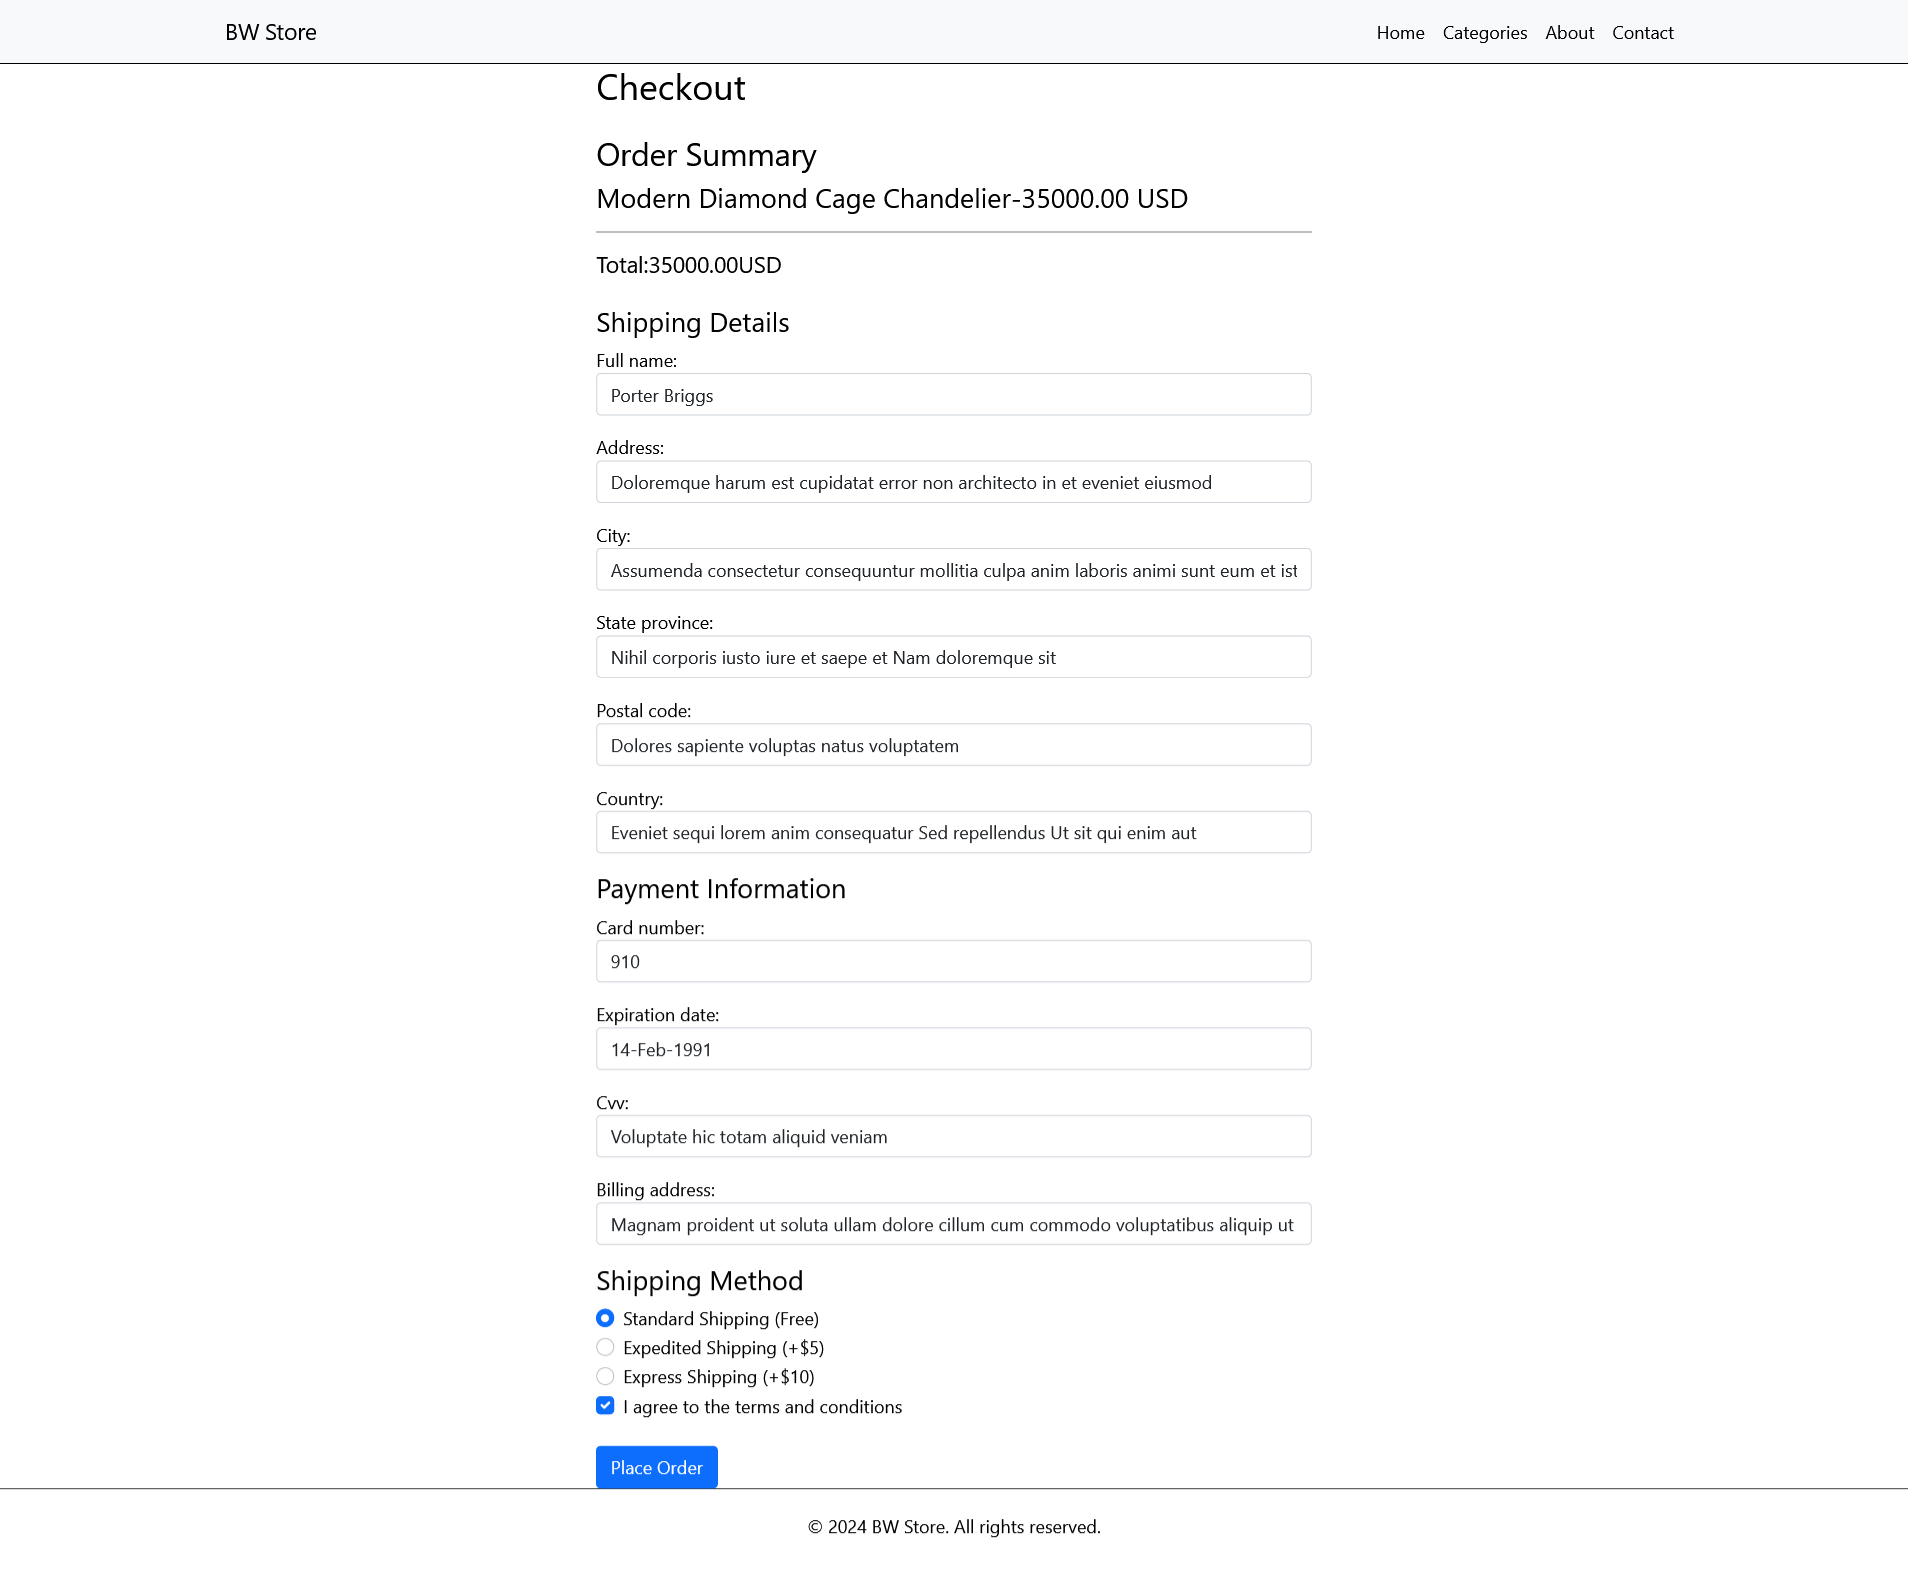 BW Store
Home Categories About Contact
Checkout
Order Summary
Modern Diamond Cage Chandelier-35000.00 USD
Total:35000.00USD
Shipping Details
Full name:
Porter Briggs
Address:
Doloremque harum est cupidatat error non architecto in et eveniet eiusmod
City:
Assumenda consectetur consequuntur mollitia culpa anim laboris animi sunt eum et ist
State province:
Nihil corporis iusto iure et saepe et Nam doloremque sit
Postal code:
Dolores sapiente voluptas natus voluptatem
Country:
Eveniet sequi lorem anim consequatur Sed repellendus Ut sit qui enim aut
Payment Information
Card number:
910
Expiration date:
14-Feb-1991
Cvv:
Voluptate hic totam aliquid veniam
Billing address:
Magnam proident ut soluta ullam dolore cillum cum commodo voluptatibus aliquip ut
Shipping Method
Standard Shipping (Free)
Expedited Shipping (+$5)
Express Shipping (+$10)
I agree to the terms and conditions
Place Order
© 2024 BW Store. All rights reserved.